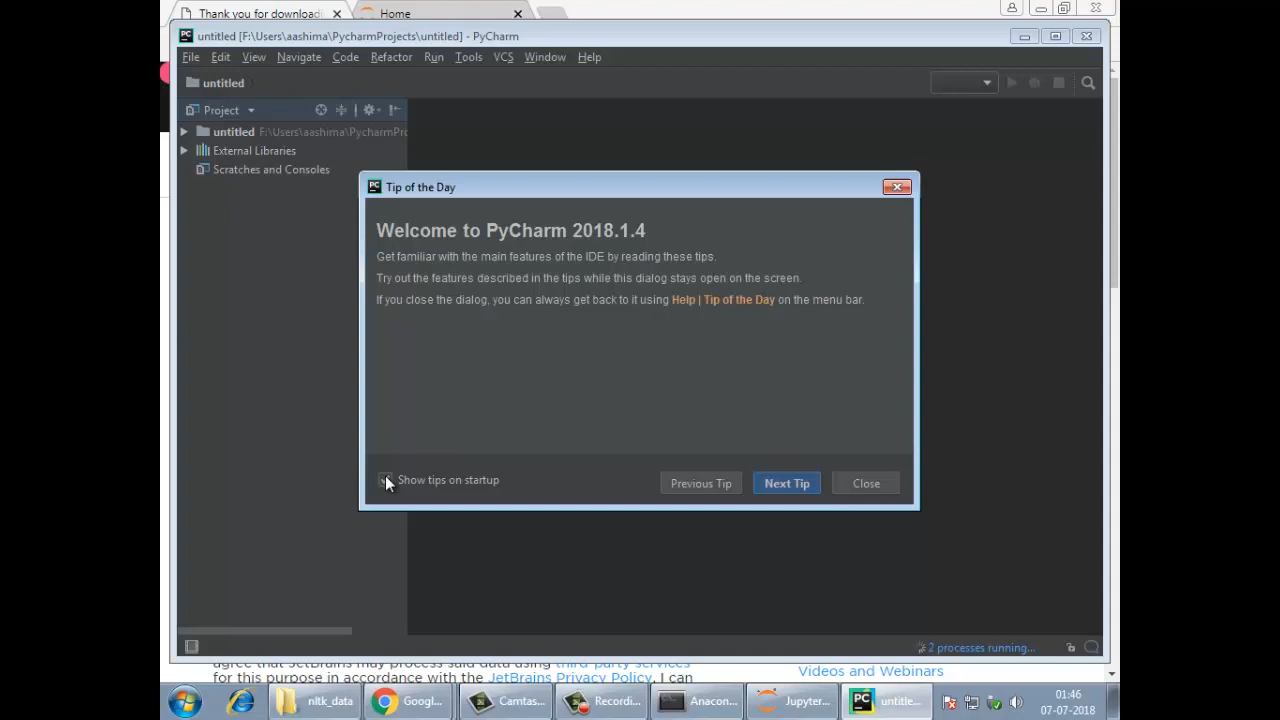 Thank you for downloadi
Home
untitled [F:\Users\aashima\PycharmProjects\untitled] - PyCharm
File Edit View Navigate Code Refactor Run Tools VCS Window Help
untitled
Project
untitled F:\Users\aashima\PycharmPro
External Libraries
Scratches and Consoles
Tip of the Day
Welcome to PyCharm 2018.1.4
Get familiar with the main features of the IDE by reading these tips.
Try out the features described in the tips while this dialog stays open on the screen.
If you close the dialog, you can always get back to it using Help | Tip of the Day on the menu bar.
Show tips on startup
Previous Tip
Next Tip
Close
2 processes running...
agree that JetBrains may process said data using third-party services
for this purpose in accordance with the JetBrains Privacy Policy. I can
Videos and Webinars
nltk_data
Googl...
Camtas...
Recordi...
Anacon...
Jupyter...
untitle...
01:46
07-07-2018